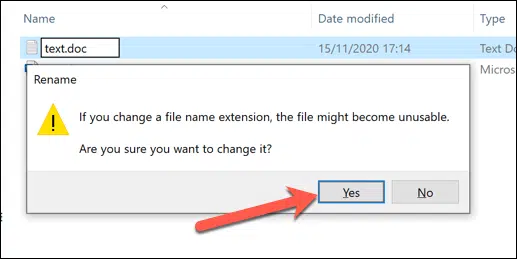 Name Date modified Type
text.doc 15/11/2020 17:14 Text Do
Micros
Rename
If you change a file name extension, the file might become unusable.
Are you sure you want to change it?
Yes No